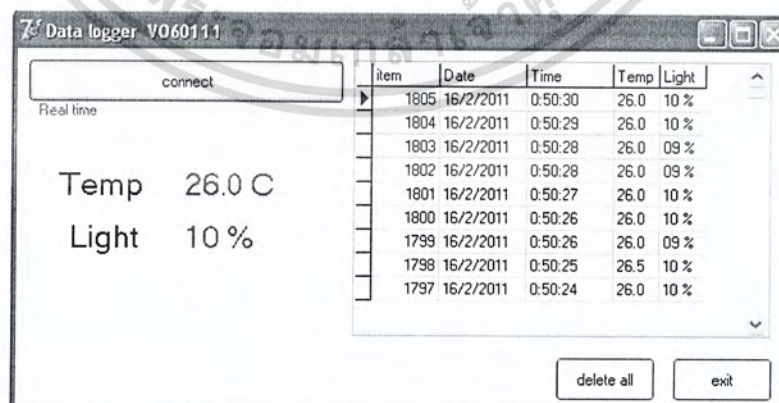 Data logger V060111
connect
Real time
Temp 26.0 C
Light 10 %
item Date Time Temp Light
1805 16/2/2011 0:50:30 26.0 10 %
1804 16/2/2011 0:50:29 26.0 10 %
1803 16/2/2011 0:50:28 26.0 09 %
1802 16/2/2011 0:50:28 26.0 09 %
1801 16/2/2011 0:50:27 26.0 10 %
1800 16/2/2011 0:50:26 26.0 10 %
1799 16/2/2011 0:50:26 26.0 09 %
1798 16/2/2011 0:50:25 26.5 10 %
1797 16/2/2011 0:50:24 26.0 10 %
delete all
exit